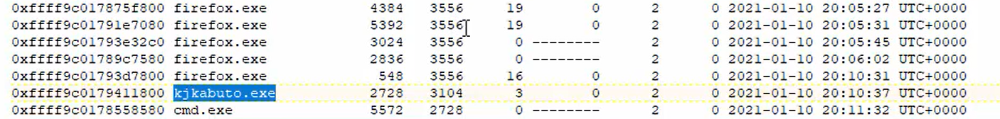 0xffff9c017875f800 firefox.exe 4384 3556 19 0 2 0 2021-01-10 20:05:27 UTC+0000
0xffff9c01791e7080 firefox.exe 5392 3556 19 0 2 0 2021-01-10 20:05:31 UTC+0000
0xffff9c01793e32c0 firefox.exe 3024 3556 0 -------- 2 0 2021-01-10 20:05:45 UTC+0000
0xffff9c01789c7580 firefox.exe 2836 3556 0 -------- 2 0 2021-01-10 20:06:02 UTC+0000
0xffff9c01793d7800 firefox.exe 548 3556 16 0 2 0 2021-01-10 20:10:31 UTC+0000
0xffff9c0179411800 kjkabuto.exe 2728 3104 3 0 2 0 2021-01-10 20:10:37 UTC+0000
0xffff9c0178558580 cmd.exe 5572 2728 0 -------- 2 0 2021-01-10 20:11:32 UTC+0000